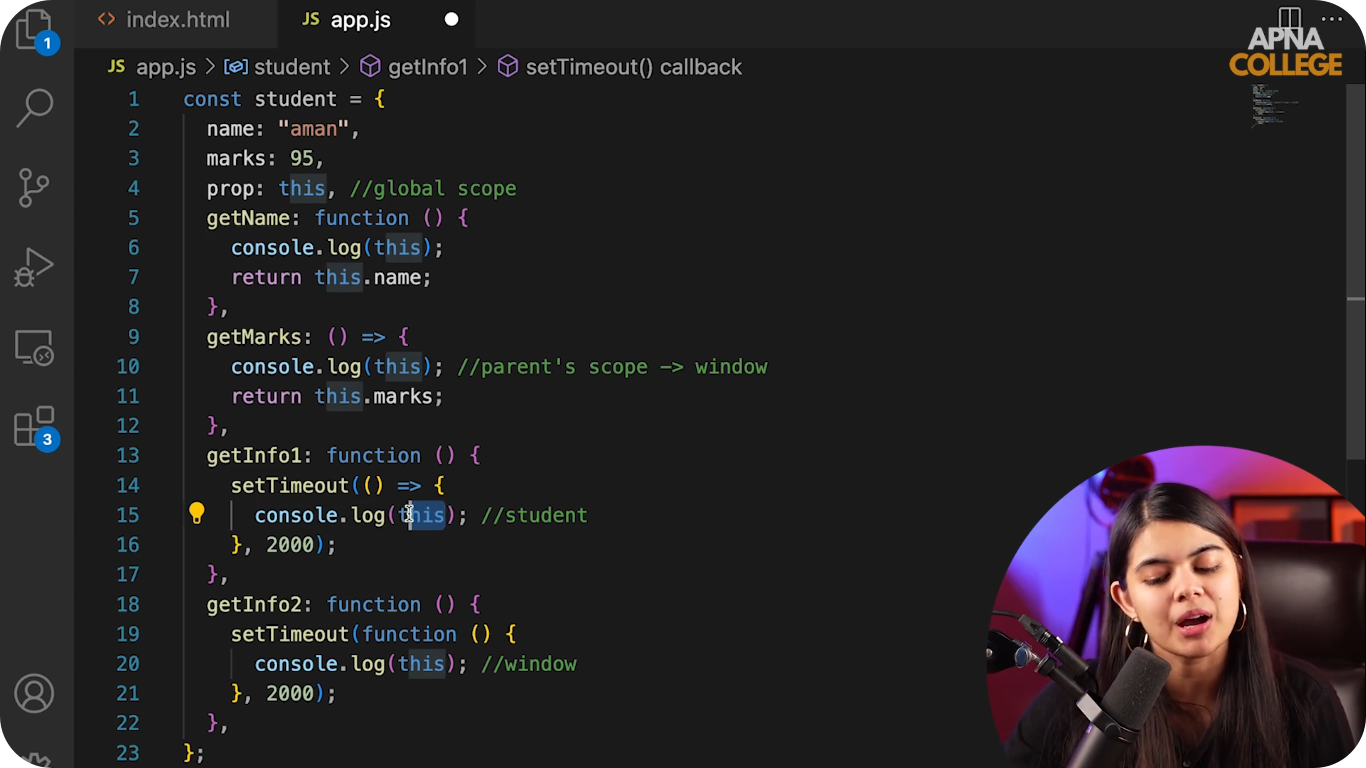 index.html
JS app.js
APNA
COLLEGE
1
JS app.js > student > getInfo1 > setTimeout() callback
1 const student = {
2 name: "aman",
3 marks: 95,
4 prop: this, //global scope
5 getName: function () {
6 console.log(this);
7 return this.name;
8 },
9 getMarks: () => {
10 console.log(this); //parent's scope -> window
11 return this.marks;
12 },
13 getInfo1: function () {
14 setTimeout(() => {
15 console.log(this); //student
16 }, 2000);
17 },
18 getInfo2: function () {
19 setTimeout(function () {
20 console.log(this); //window
21 }, 2000);
22 },
23 };
3